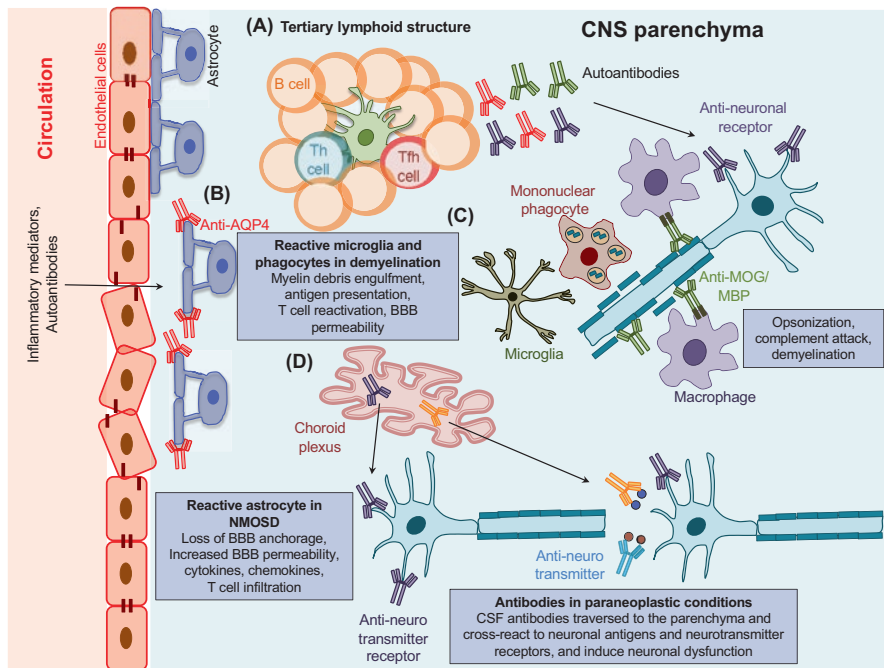 (A) Tertiary lymphoid structure
CNS parenchyma
Circulation
Endothelial cells
Astrocyte
Inflammatory mediators,
Autoantibodies
B cell
Th
cell
Tfh
cell
Autoantibodies
Anti-neuronal
receptor
(B)
Anti-AQP4
Reactive microglia and
phagocytes in demyelination
Myelin debris engulfment,
antigen presentation,
T cell reactivation, BBB
permeability
(C)
Mononuclear
phagocyte
Microglia
Anti-MOG/
MBP
Macrophage
Opsonization,
complement attack,
demyelination
(D)
Choroid
plexus
Reactive astrocyte in
NMOSD
Loss of BBB anchorage,
Increased BBB permeability,
cytokines, chemokines,
T cell infiltration
Anti-neuro
transmitter
receptor
Anti-neuro
transmitter
Antibodies in paraneoplastic conditions
CSF antibodies traversed to the parenchyma and
cross-react to neuronal antigens and neurotransmitter
receptors, and induce neuronal dysfunction